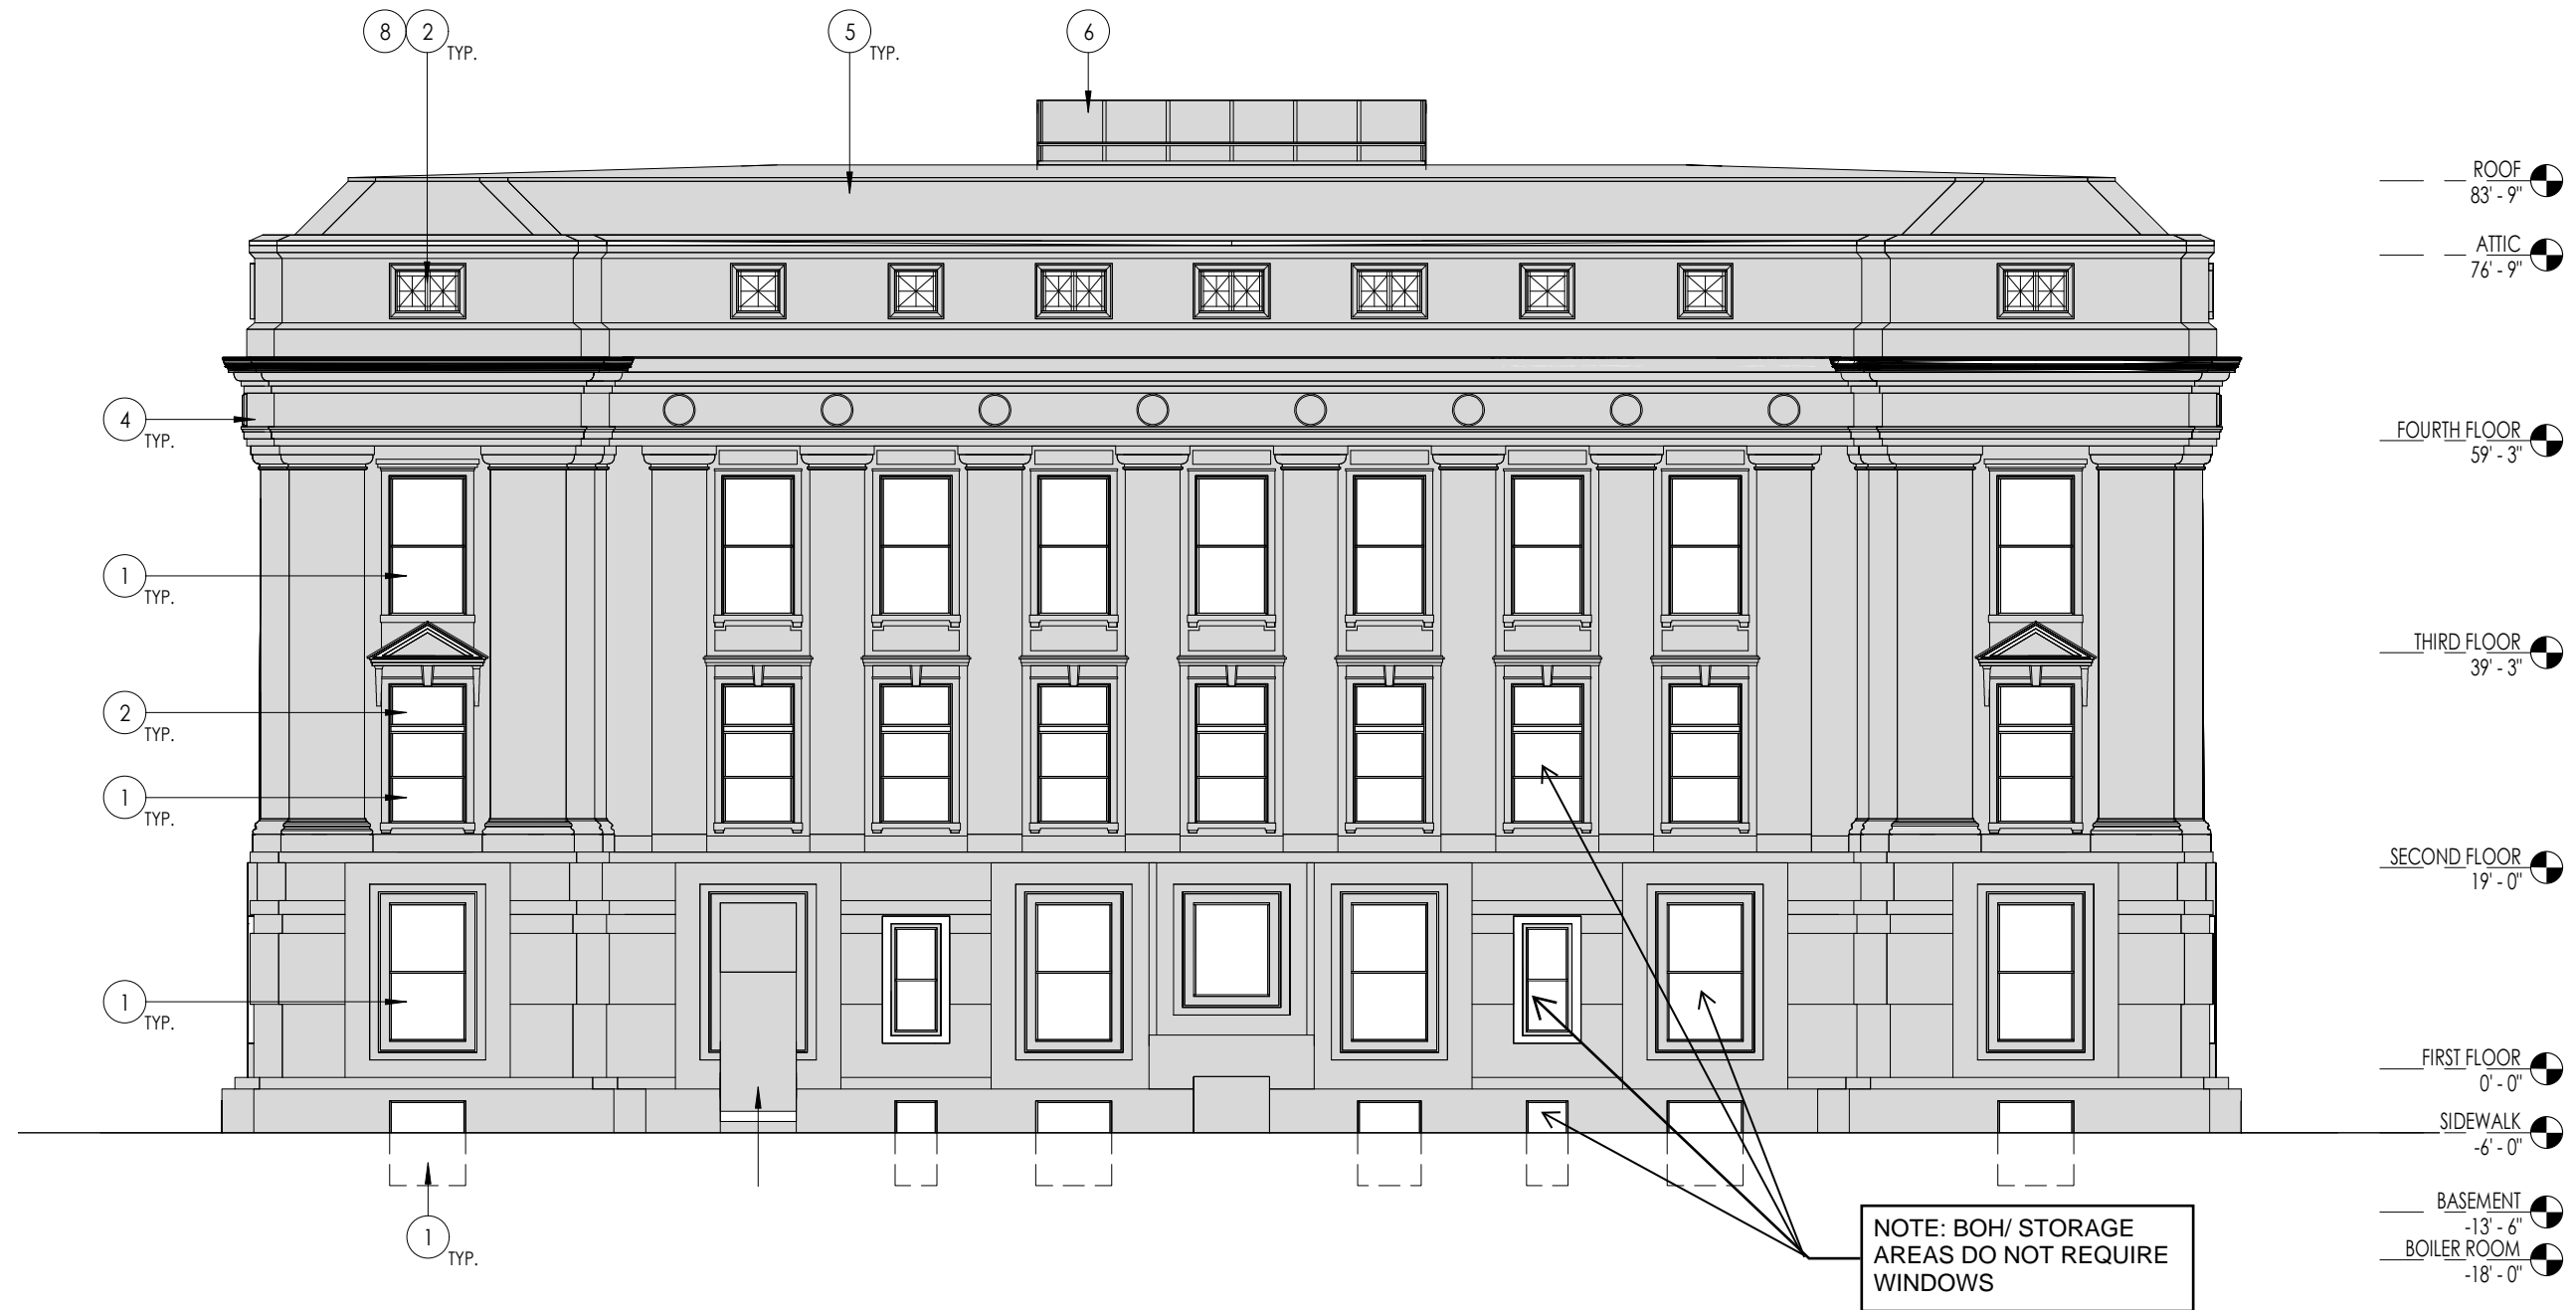 8 2 TYP.
5 TYP.
6
ROOF
83' - 9"
ATTIC
76' - 9"
4 TYP.
FOURTH FLOOR
59' - 3"
1 TYP.
THIRD FLOOR
39' - 3"
2 TYP.
1 TYP.
SECOND FLOOR
19' - 0"
1 TYP.
FIRST FLOOR
0' - 0"
SIDEWALK
-6' - 0"
1 TYP.
NOTE: BOH/ STORAGE
AREAS DO NOT REQUIRE
WINDOWS
BASEMENT
-13' - 6"
BOILER ROOM
-18' - 0"